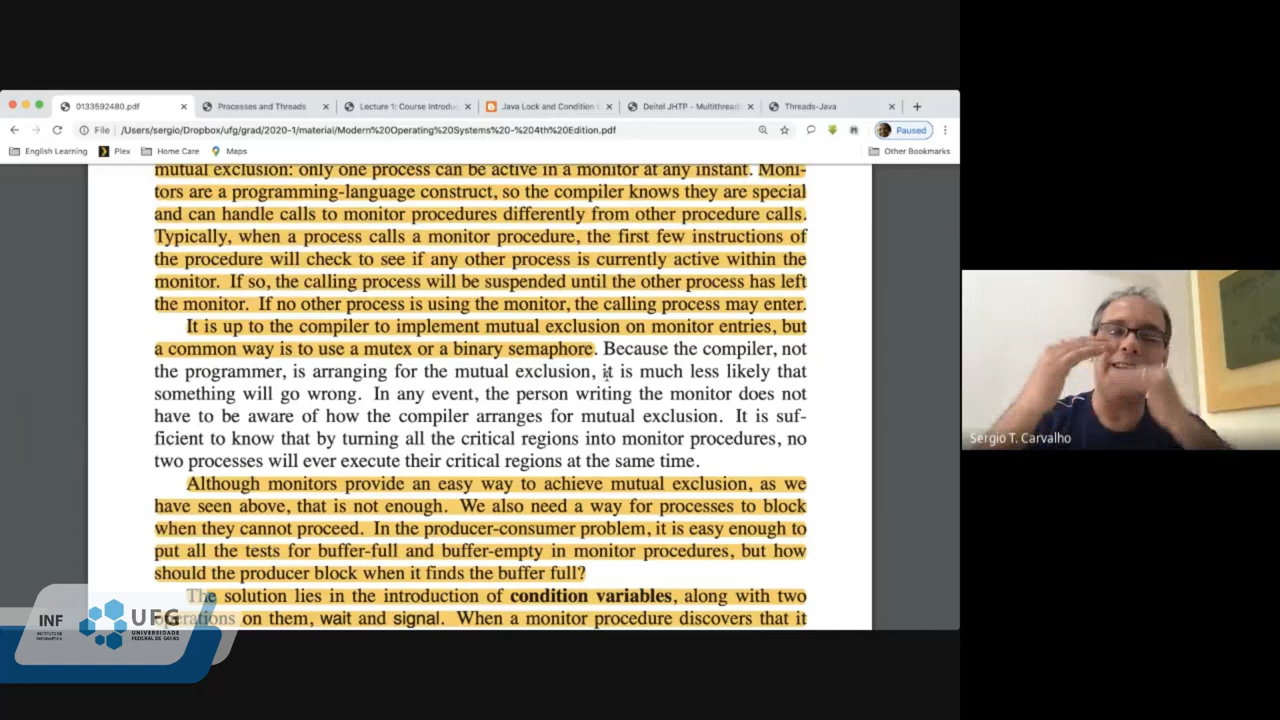 0133592480.pdf
Processes and Threads
Lecture 1: Course Introdu
Java Lock and Condition
Deitel JHTP - Multithread
Threads-Java
File
/Users/sergio/Dropbox/ufg/grad/2020-1/material/Modern%20Operating%20Systems%20-%204th%20Edition.pdf
Paused
English Learning
Plex
Home Care
Maps
Other Bookmarks
mutual exclusion: only one process can be active in a monitor at any instant. Moni-
tors are a programming-language construct, so the compiler knows they are special
and can handle calls to monitor procedures differently from other procedure calls.
Typically, when a process calls a monitor procedure, the first few instructions of
the procedure will check to see if any other process is currently active within the
monitor. If so, the calling process will be suspended until the other process has left
the monitor. If no other process is using the monitor, the calling process may enter.
It is up to the compiler to implement mutual exclusion on monitor entries, but
a common way is to use a mutex or a binary semaphore. Because the compiler, not
the programmer, is arranging for the mutual exclusion, it is much less likely that
something will go wrong. In any event, the person writing the monitor does not
have to be aware of how the compiler arranges for mutual exclusion. It is suf-
ficient to know that by turning all the critical regions into monitor procedures, no
two processes will ever execute their critical regions at the same time.
Although monitors provide an easy way to achieve mutual exclusion, as we
have seen above, that is not enough. We also need a way for processes to block
when they cannot proceed. In the producer-consumer problem, it is easy enough to
put all the tests for buffer-full and buffer-empty in monitor procedures, but how
should the producer block when it finds the buffer full?
The solution lies in the introduction of condition variables, along with two
operations on them, wait and signal. When a monitor procedure discovers that it
Sergio T. Carvalho
INF
INSTITUTO DE
INFORMÁTICA
UFG
UNIVERSIDADE
FEDERAL DE GOIÁS